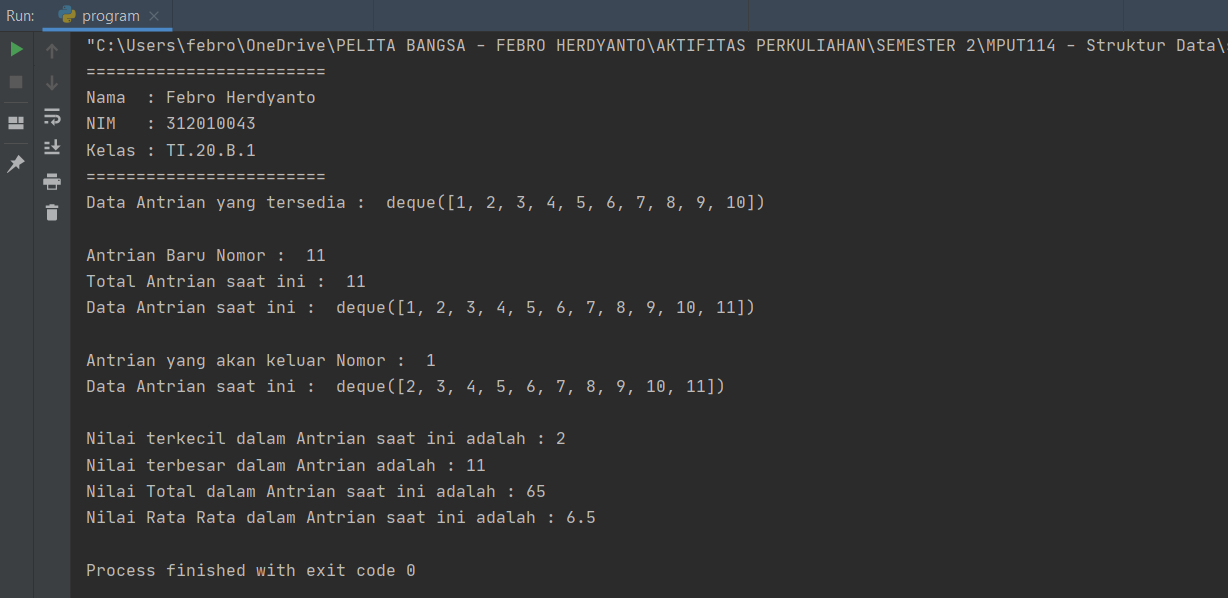 Run: program
"C:\Users\febro\OneDrive\PELITA BANGSA - FEBRO HERDYANTO\AKTIFITAS PERKULIAHAN\SEMESTER 2\MPUT114 - Struktur Data\
========================
Nama  : Febro Herdyanto
NIM   : 312010043
Kelas : TI.20.B.1
========================
Data Antrian yang tersedia :  deque([1, 2, 3, 4, 5, 6, 7, 8, 9, 10])
Antrian Baru Nomor :  11
Total Antrian saat ini :  11
Data Antrian saat ini :  deque([1, 2, 3, 4, 5, 6, 7, 8, 9, 10, 11])
Antrian yang akan keluar Nomor :  1
Data Antrian saat ini :  deque([2, 3, 4, 5, 6, 7, 8, 9, 10, 11])
Nilai terkecil dalam Antrian saat ini adalah : 2
Nilai terbesar dalam Antrian adalah : 11
Nilai Total dalam Antrian saat ini adalah : 65
Nilai Rata Rata dalam Antrian saat ini adalah : 6.5
Process finished with exit code 0